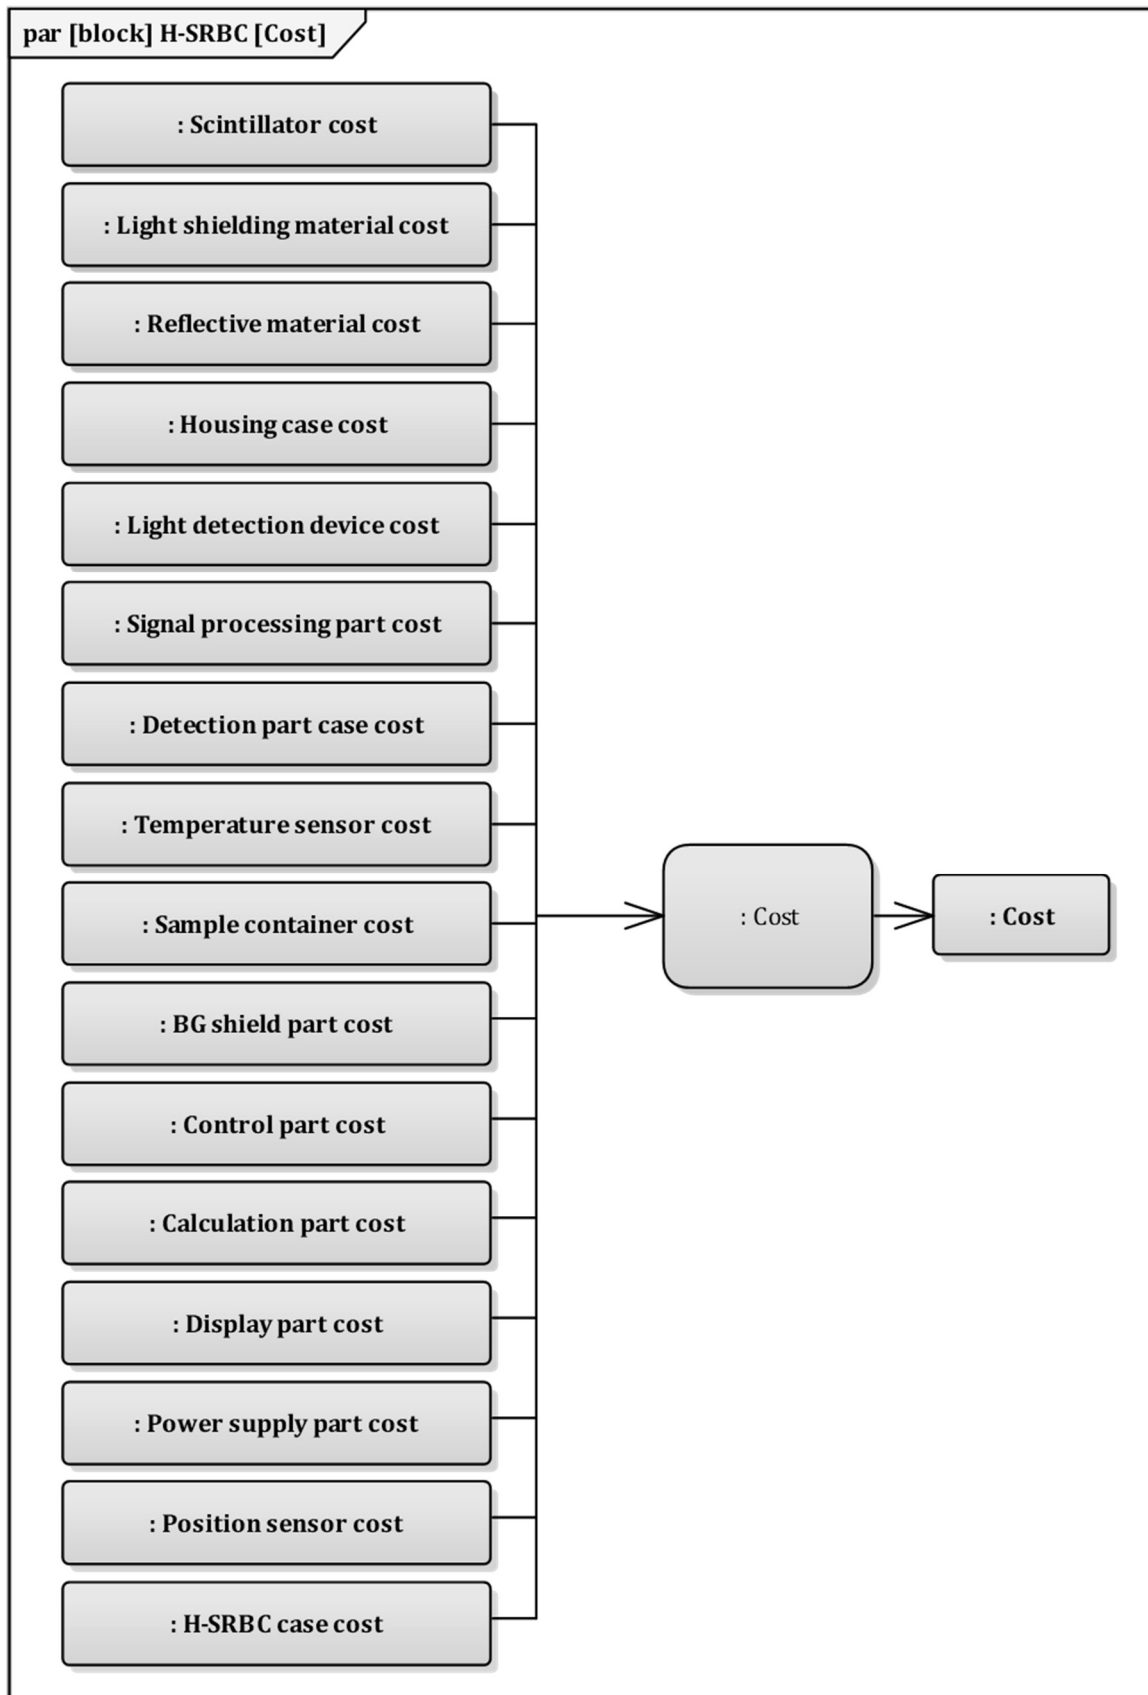 par [block] H-SRBC [Cost]
: Scintillator cost
: Light shielding material cost
: Reflective material cost
: Housing case cost
: Light detection device cost
: Signal processing part cost
: Detection part case cost
: Temperature sensor cost
: Sample container cost
: BG shield part cost
: Control part cost
: Calculation part cost
: Display part cost
: Power supply part cost
: Position sensor cost
: H-SRBC case cost
: Cost
: Cost